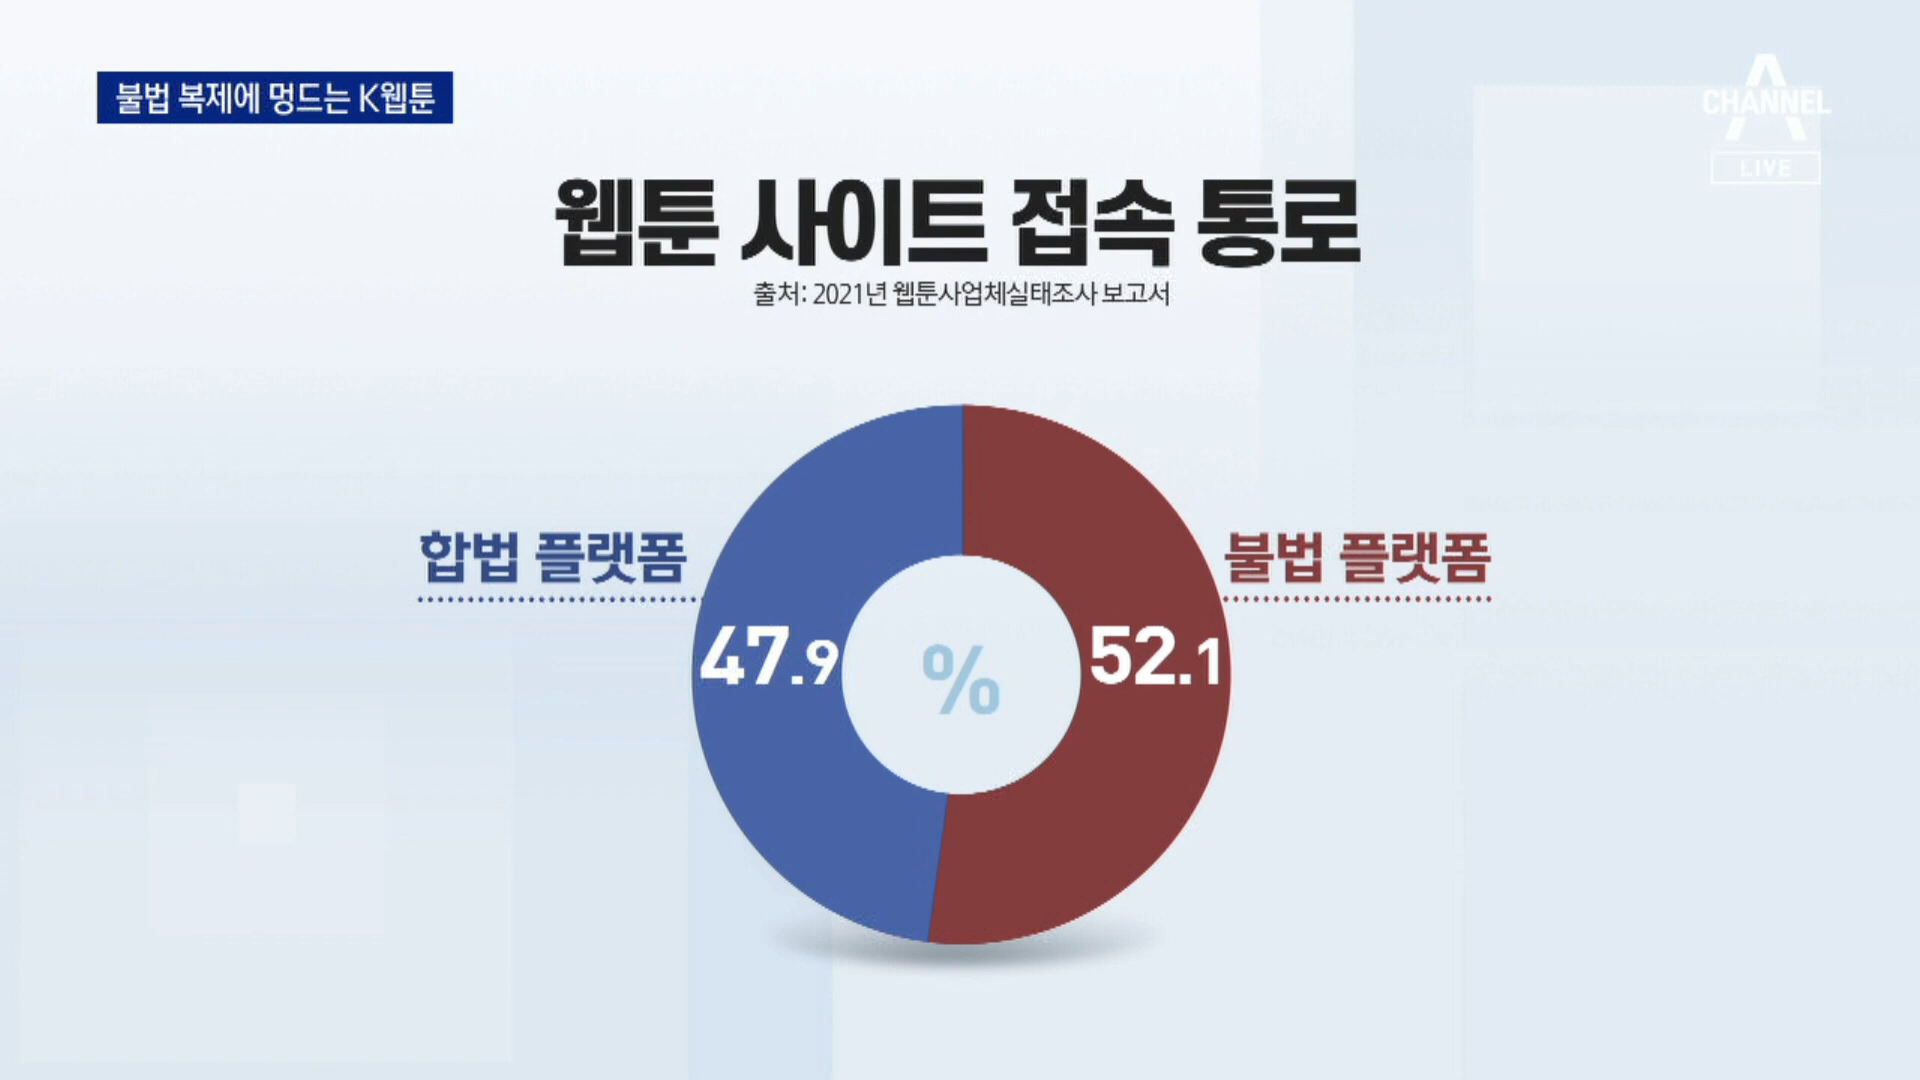 불법 복제에 멍드는 K웹툰
CHANNEL A
LIVE
웹툰 사이트 접속 통로
출처: 2021년 웹툰사업체실태조사 보고서
합법 플랫폼
불법 플랫폼
47.9
%
52.1